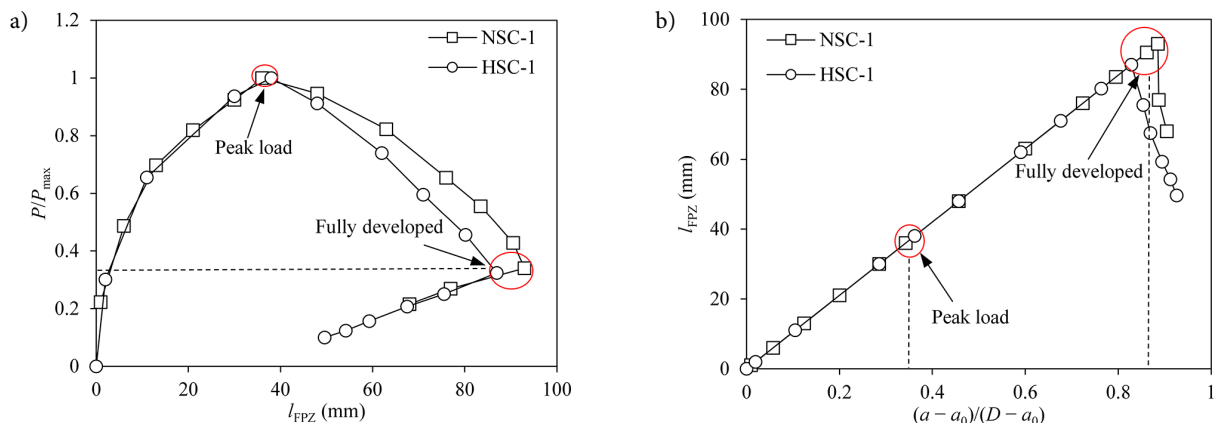 a)
1.2
1
0.8
0.6
0.4
0.2
0
P/Pmax
NSC-1
HSC-1
Peak load
Fully developed
0 20 40 60 80 100
lFPZ (mm)
b)
100
80
60
40
20
0
lFPZ (mm)
NSC-1
HSC-1
Fully developed
Peak load
0 0.2 0.4 0.6 0.8 1
(a − a0)/(D − a0)